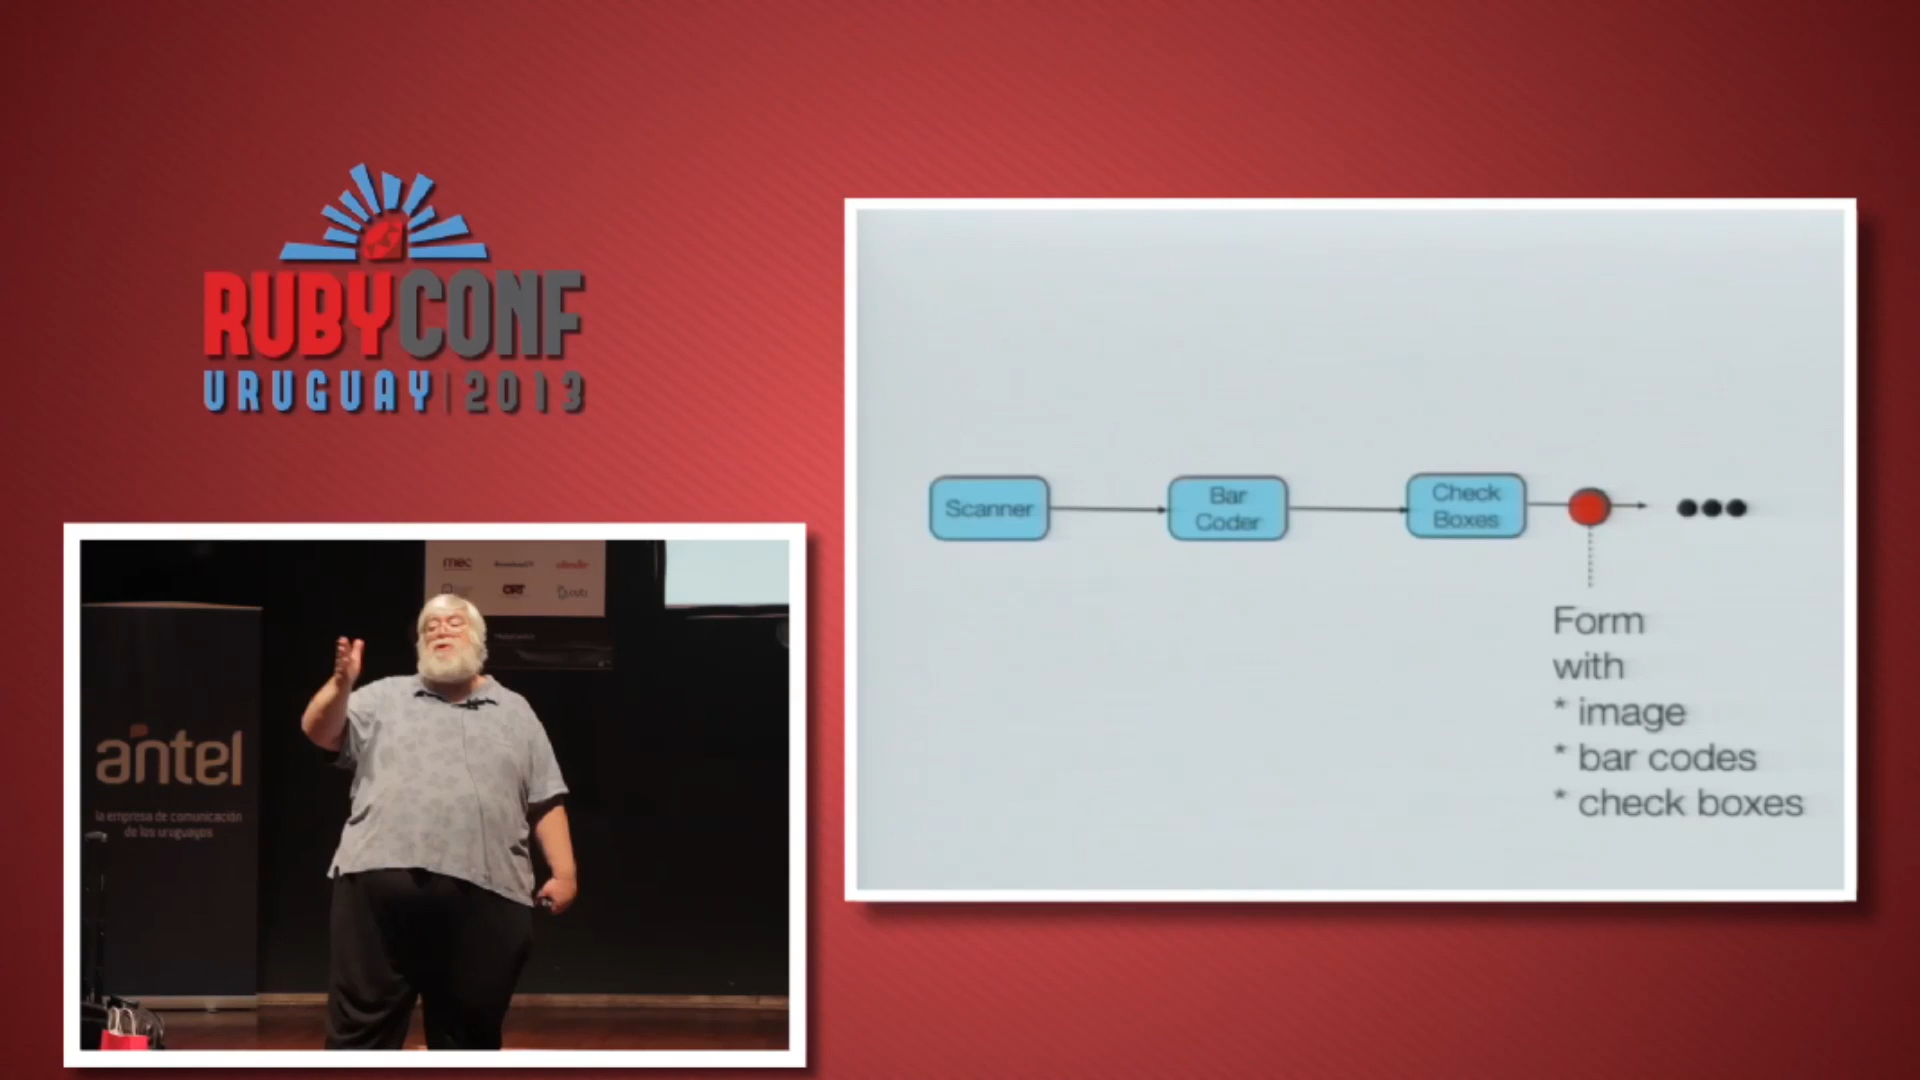 RUBYCONF
URUGUAY | 2013
Scanner
Bar
Coder
Check
Boxes
Form
with
* image
* bar codes
* check boxes
mec
ORT
antel
la empresa de comunicación
de los uruguayos